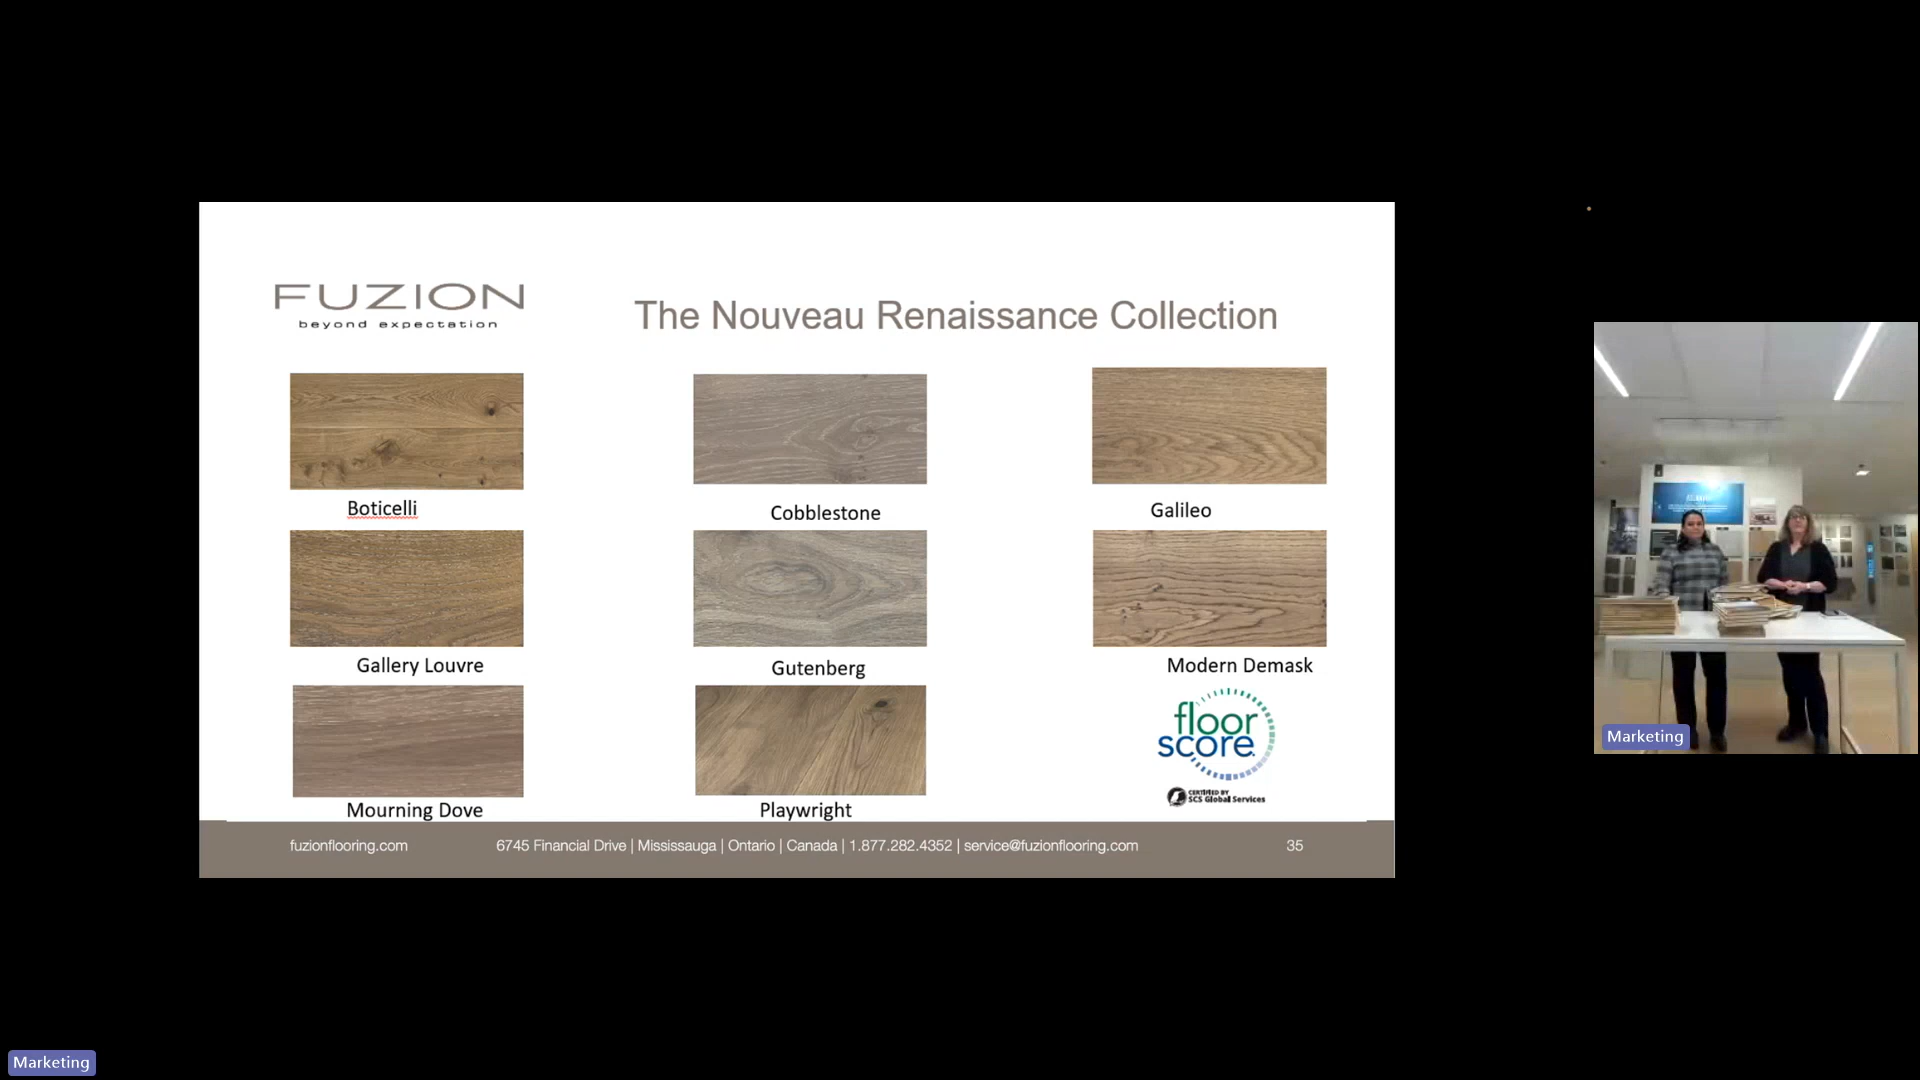 FUZION
beyond expectation
The Nouveau Renaissance Collection
Boticelli
Cobblestone
Galileo
Gallery Louvre
Gutenberg
Modern Demask
Mourning Dove
Playwright
floor
score
CERTIFIED BY
SCS Global Services
fuzionflooring.com
6745 Financial Drive | Mississauga | Ontario | Canada | 1.877.282.4352 | service@fuzionflooring.com
35
Marketing
Marketing